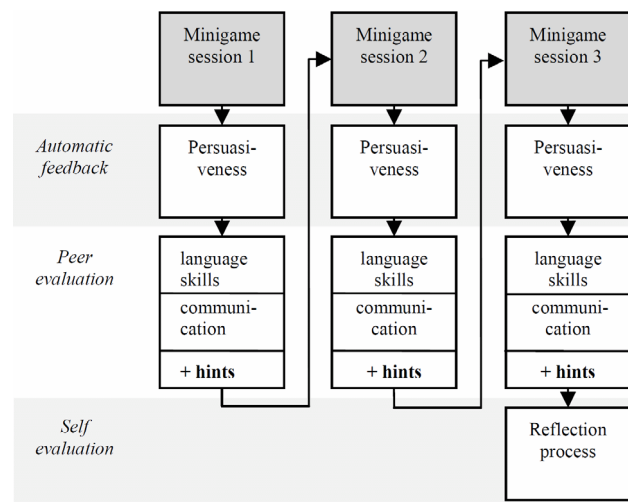 Minigame
session 1
Minigame
session 2
Minigame
session 3
Automatic
feedback
Persuasi-
veness
Persuasi-
veness
Persuasi-
veness
Peer
evaluation
language
skills
communi-
cation
+ hints
language
skills
communi-
cation
+ hints
language
skills
communi-
cation
+ hints
Self
evaluation
Reflection
process